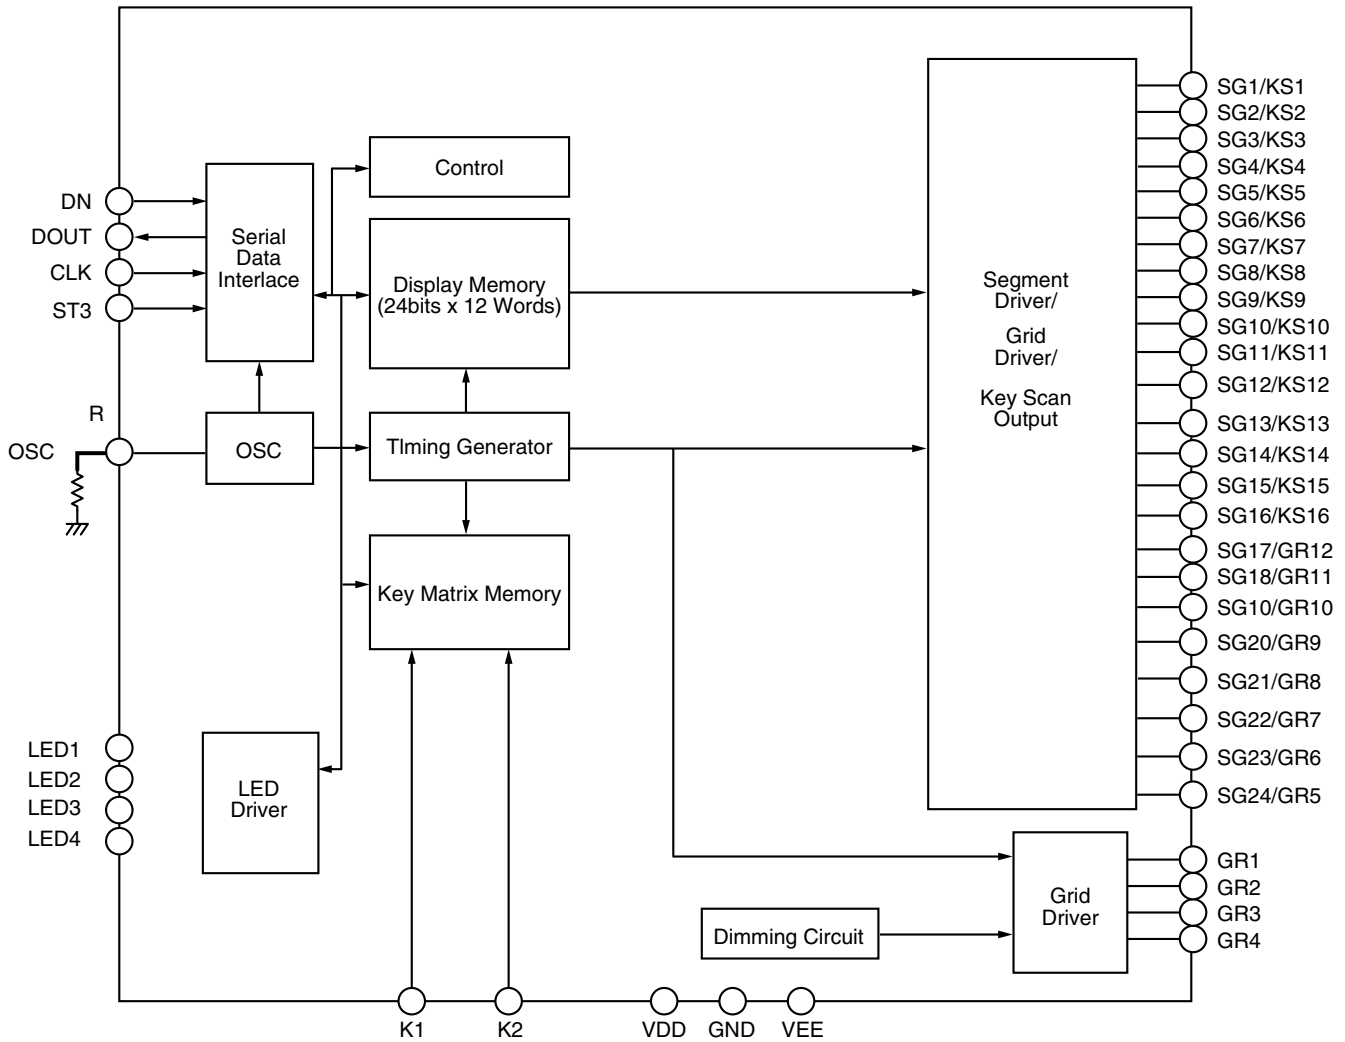 DN
DOUT
CLK
ST3
R
OSC
LED1
LED2
LED3
LED4
Serial
Data
Interlace
OSC
LED
Driver
Control
Display Memory
(24bits x 12 Words)
TIming Generator
Key Matrix Memory
Segment
Driver/
Grid
Driver/
Key Scan
Output
Dimming Circuit
Grid
Driver
SG1/KS1
SG2/KS2
SG3/KS3
SG4/KS4
SG5/KS5
SG6/KS6
SG7/KS7
SG8/KS8
SG9/KS9
SG10/KS10
SG11/KS11
SG12/KS12
SG13/KS13
SG14/KS14
SG15/KS15
SG16/KS16
SG17/GR12
SG18/GR11
SG10/GR10
SG20/GR9
SG21/GR8
SG22/GR7
SG23/GR6
SG24/GR5
GR1
GR2
GR3
GR4
K1
K2
VDD
GND
VEE